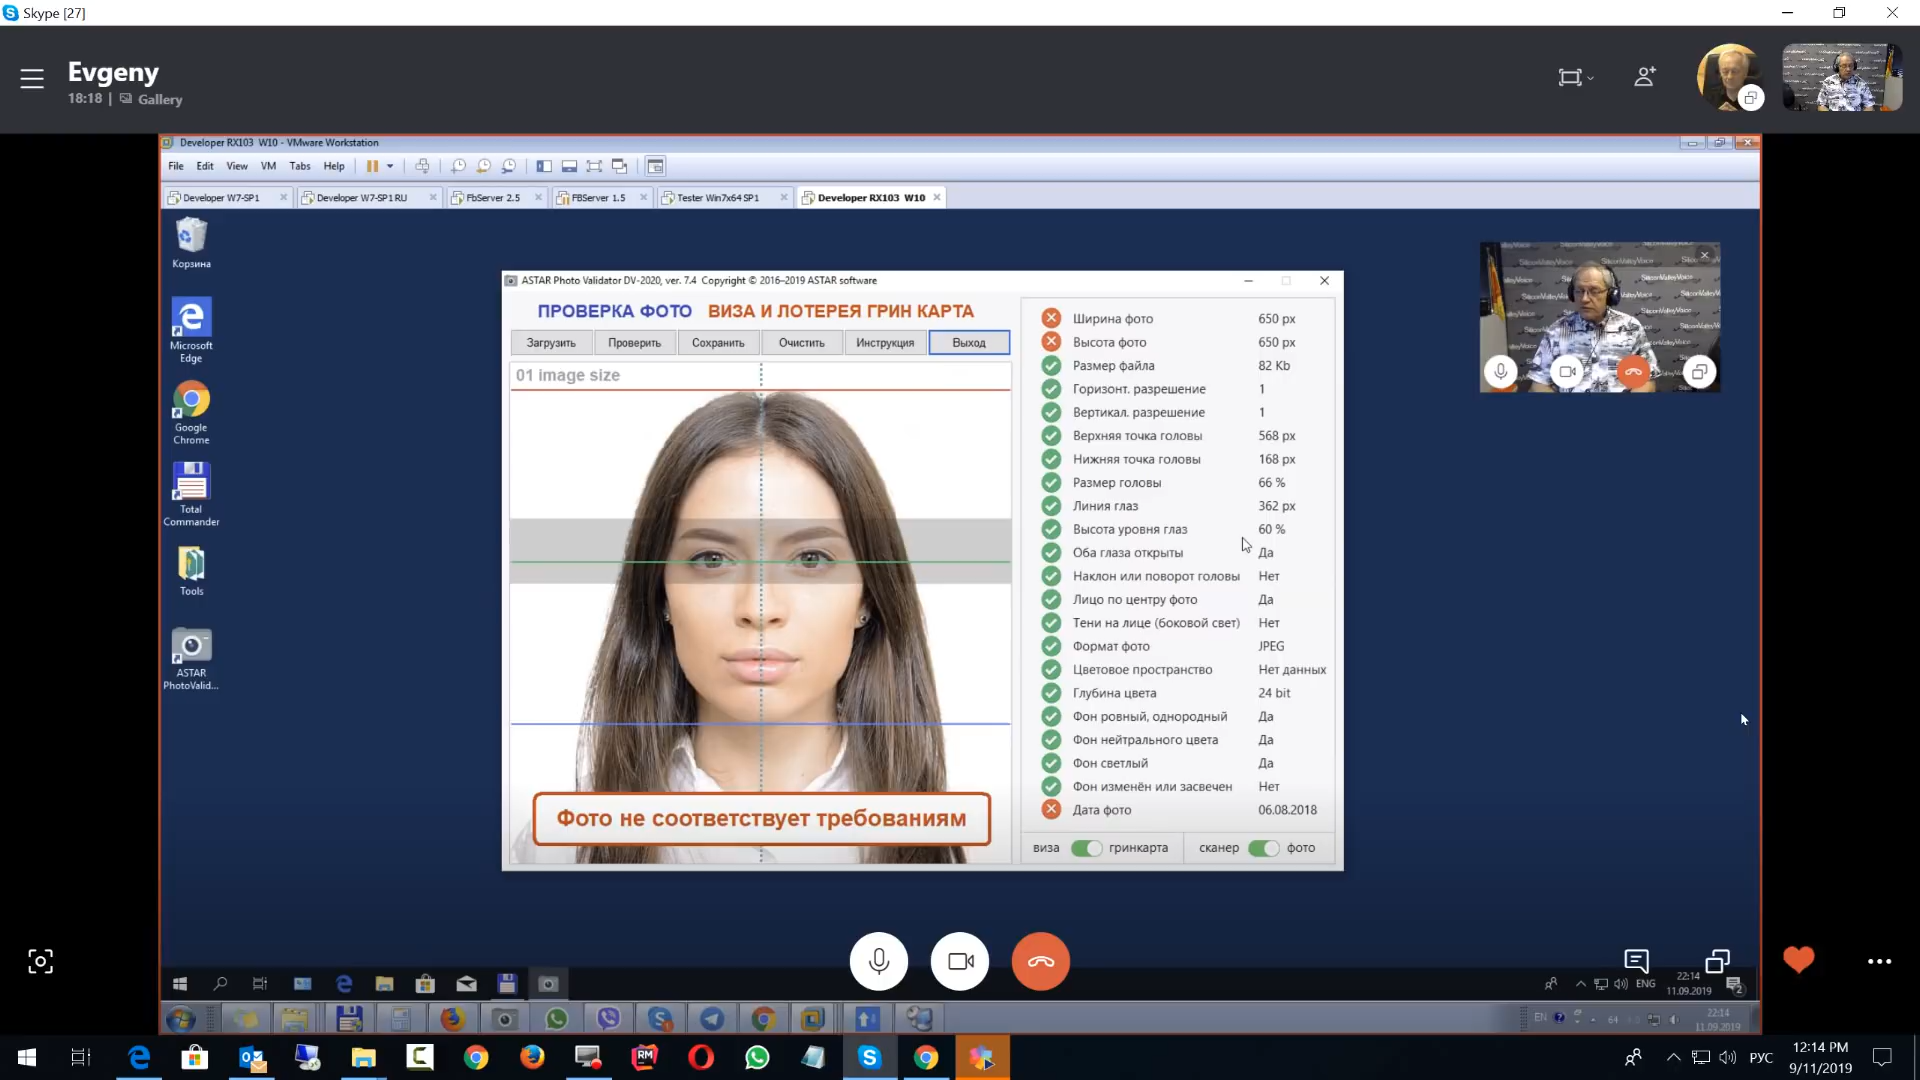 Skype [27]
Evgeny
18:18 | Gallery
Developer RX103 W10 - VMware Workstation
File Edit View VM Tabs Help
Developer W7-SP1 Developer W7-SP1 RU FbServer 2.5 FBServer 1.5 Tester Win7x64 SP1 Developer RX103 W10
Корзина
Microsoft
Edge
Google
Chrome
Total
Commander
Tools
ASTAR
PhotoValid...
ASTAR Photo Validator DV-2020, ver. 7.4 Copyright © 2016–2019 ASTAR software
ПРОВЕРКА ФОТО ВИЗА И ЛОТЕРЕЯ ГРИН КАРТА
Загрузить Проверить Сохранить Очистить Инструкция Выход
01 image size
Фото не соответствует требованиям
Ширина фото 650 px
Высота фото 650 px
Размер файла 82 Kb
Горизонт. разрешение 1
Вертикал. разрешение 1
Верхняя точка головы 568 px
Нижняя точка головы 168 px
Размер головы 66 %
Линия глаз 362 px
Высота уровня глаз 60 %
Оба глаза открыты Да
Наклон или поворот головы Нет
Лицо по центру фото Да
Тени на лице (боковой свет) Нет
Формат фото JPEG
Цветовое пространство Нет данных
Глубина цвета 24 bit
Фон ровный, однородный Да
Фон нейтрального цвета Да
Фон светлый Да
Фон изменён или засвечен Нет
Дата фото 06.08.2018
виза гринкарта сканер фото
SiliconValleyVoice
ENG
22:14
11.09.2019
2
EN 64
22:14
11.09.2019
РУС
12:14 PM
9/11/2019